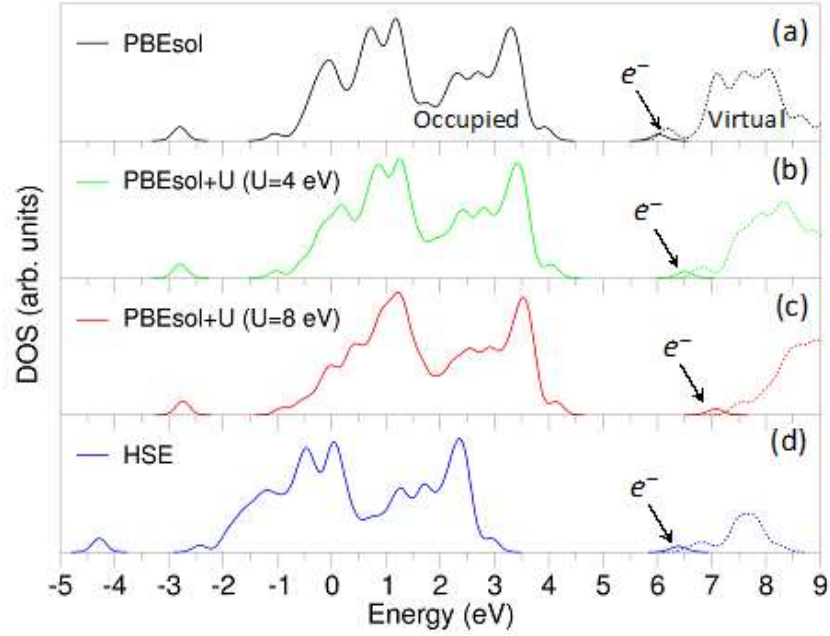 PBEsol
(a)
e⁻
Occupied
Virtual
PBEsol+U (U=4 eV)
(b)
e⁻
PBEsol+U (U=8 eV)
(c)
e⁻
HSE
(d)
e⁻
DOS (arb. units)
-5 -4 -3 -2 -1 0 1 2 3 4 5 6 7 8 9
Energy (eV)